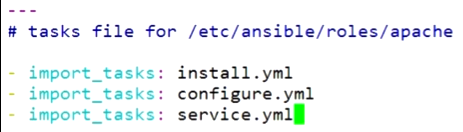 ---
# tasks file for /etc/ansible/roles/apache
- import_tasks: install.yml
- import_tasks: configure.yml
- import_tasks: service.yml